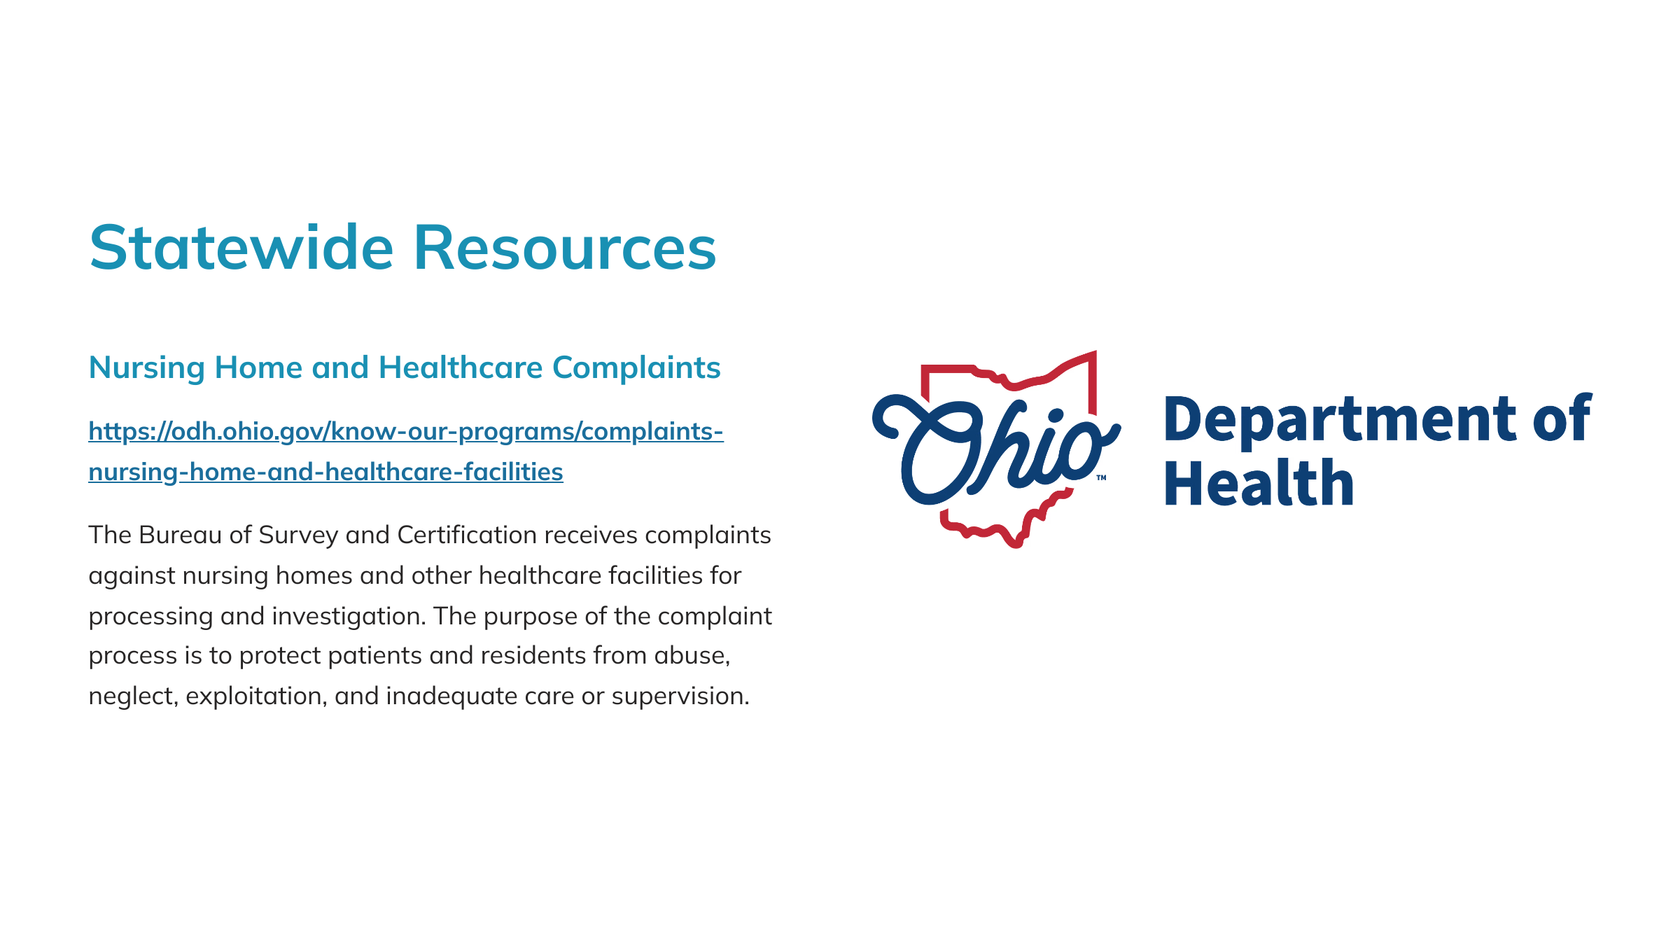 Statewide Resources
Nursing Home and Healthcare Complaints
https://odh.ohio.gov/know-our-programs/complaints-
nursing-home-and-healthcare-facilities
The Bureau of Survey and Certification receives complaints
against nursing homes and other healthcare facilities for
processing and investigation. The purpose of the complaint
process is to protect patients and residents from abuse,
neglect, exploitation, and inadequate care or supervision.
Ohio™
Department of
Health